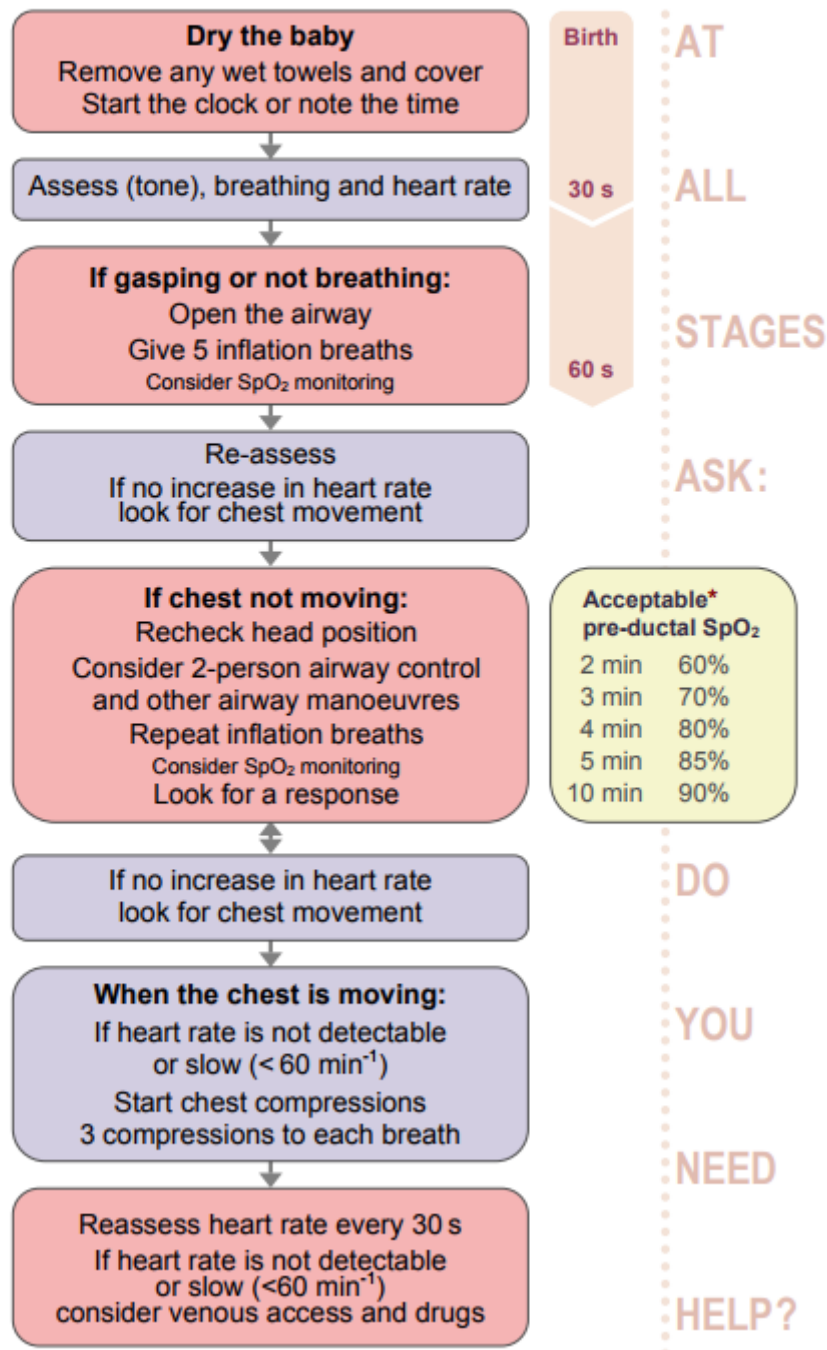 Dry the baby
Remove any wet towels and cover
Start the clock or note the time
Birth
AT
Assess (tone), breathing and heart rate
30 s
ALL
If gasping or not breathing:
Open the airway
Give 5 inflation breaths
Consider SpO₂ monitoring
60 s
STAGES
Re-assess
If no increase in heart rate
look for chest movement
ASK:
If chest not moving:
Recheck head position
Consider 2-person airway control
and other airway manoeuvres
Repeat inflation breaths
Consider SpO₂ monitoring
Look for a response
Acceptable*
pre-ductal SpO₂
2 min 60%
3 min 70%
4 min 80%
5 min 85%
10 min 90%
If no increase in heart rate
look for chest movement
DO
When the chest is moving:
If heart rate is not detectable
or slow (< 60 min⁻¹)
Start chest compressions
3 compressions to each breath
YOU
NEED
Reassess heart rate every 30 s
If heart rate is not detectable
or slow (<60 min⁻¹)
consider venous access and drugs
HELP?